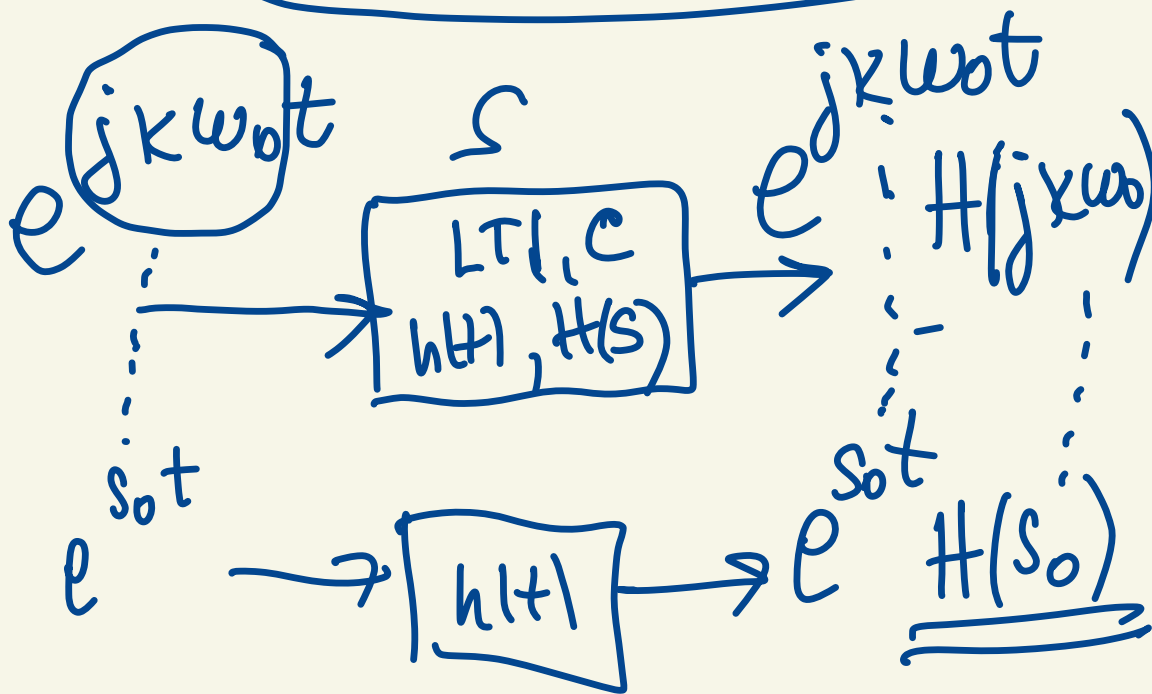 e^{jkω₀t}
S
LTI, C
h(t), H(s)
e^{jkω₀t} H(jkω₀)
e^{s₀t}
h(t)
e^{s₀t} H(s₀)